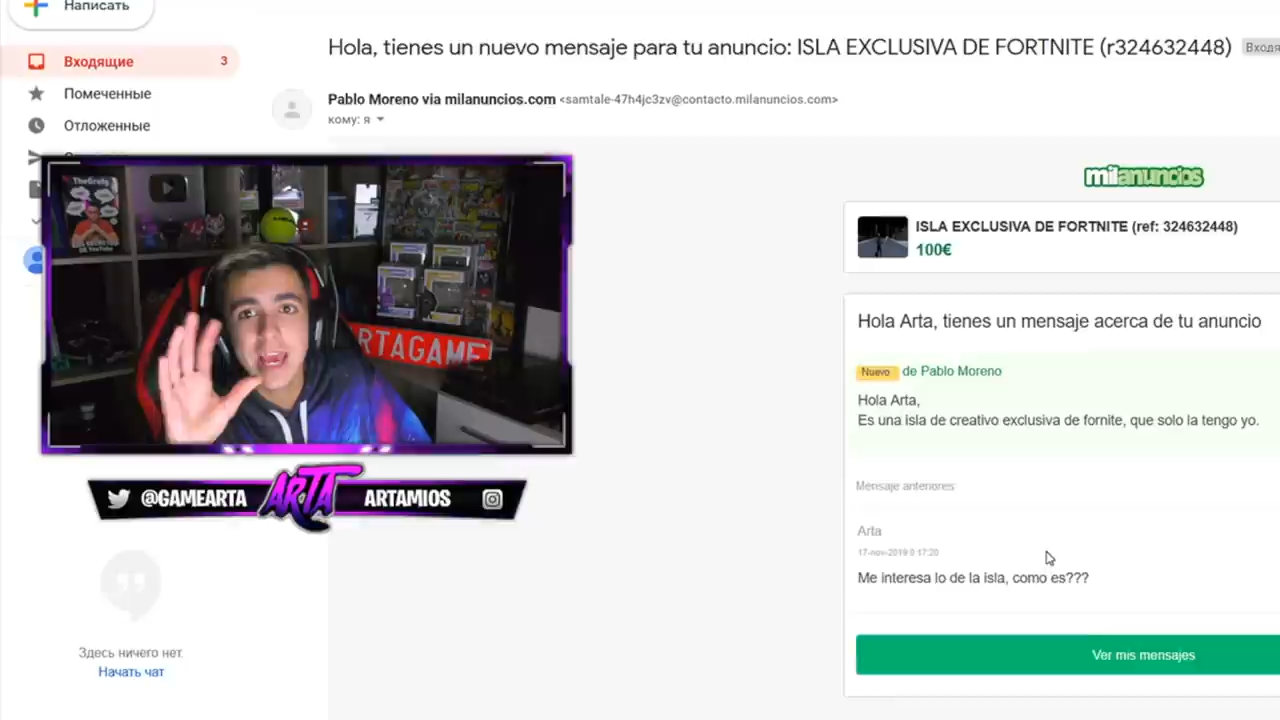 Написать
Входящие 3
Помеченные
Отложенные
Hola, tienes un nuevo mensaje para tu anuncio: ISLA EXCLUSIVA DE FORTNITE (r324632448)
Pablo Moreno via milanuncios.com <samtale-47h4jc3zv@contacto.milanuncios.com>
кому: я
milanuncios
ISLA EXCLUSIVA DE FORTNITE (ref: 324632448)
100€
Hola Arta, tienes un mensaje acerca de tu anuncio
Nuevo de Pablo Moreno
Hola Arta,
Es una isla de creativo exclusiva de fornite, que solo la tengo yo.
Mensaje anteriores:
Arta
17-nov-2019 0:17:20
Me interesa lo de la isla, como es???
Ver mis mensajes
TheGrefg
RTAGAME
@GAMEARTA
ARTA
ARTAMIOS
Здесь ничего нет.
Начать чат